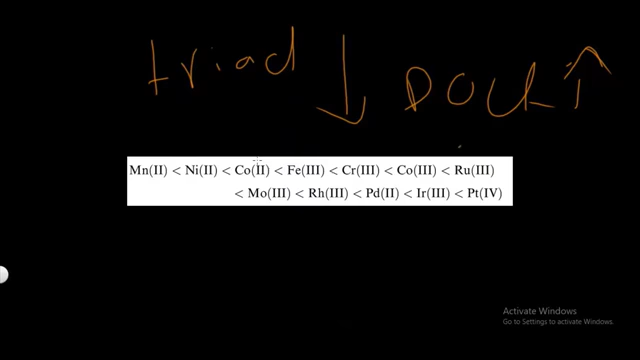 triad ↓ DOCk ↑
Mn(II) < Ni(II) < Co(II) < Fe(III) < Cr(III) < Co(III) < Ru(III)
< Mo(III) < Rh(III) < Pd(II) < Ir(III) < Pt(IV)
Activate Windows
Go to Settings to activate Windows.